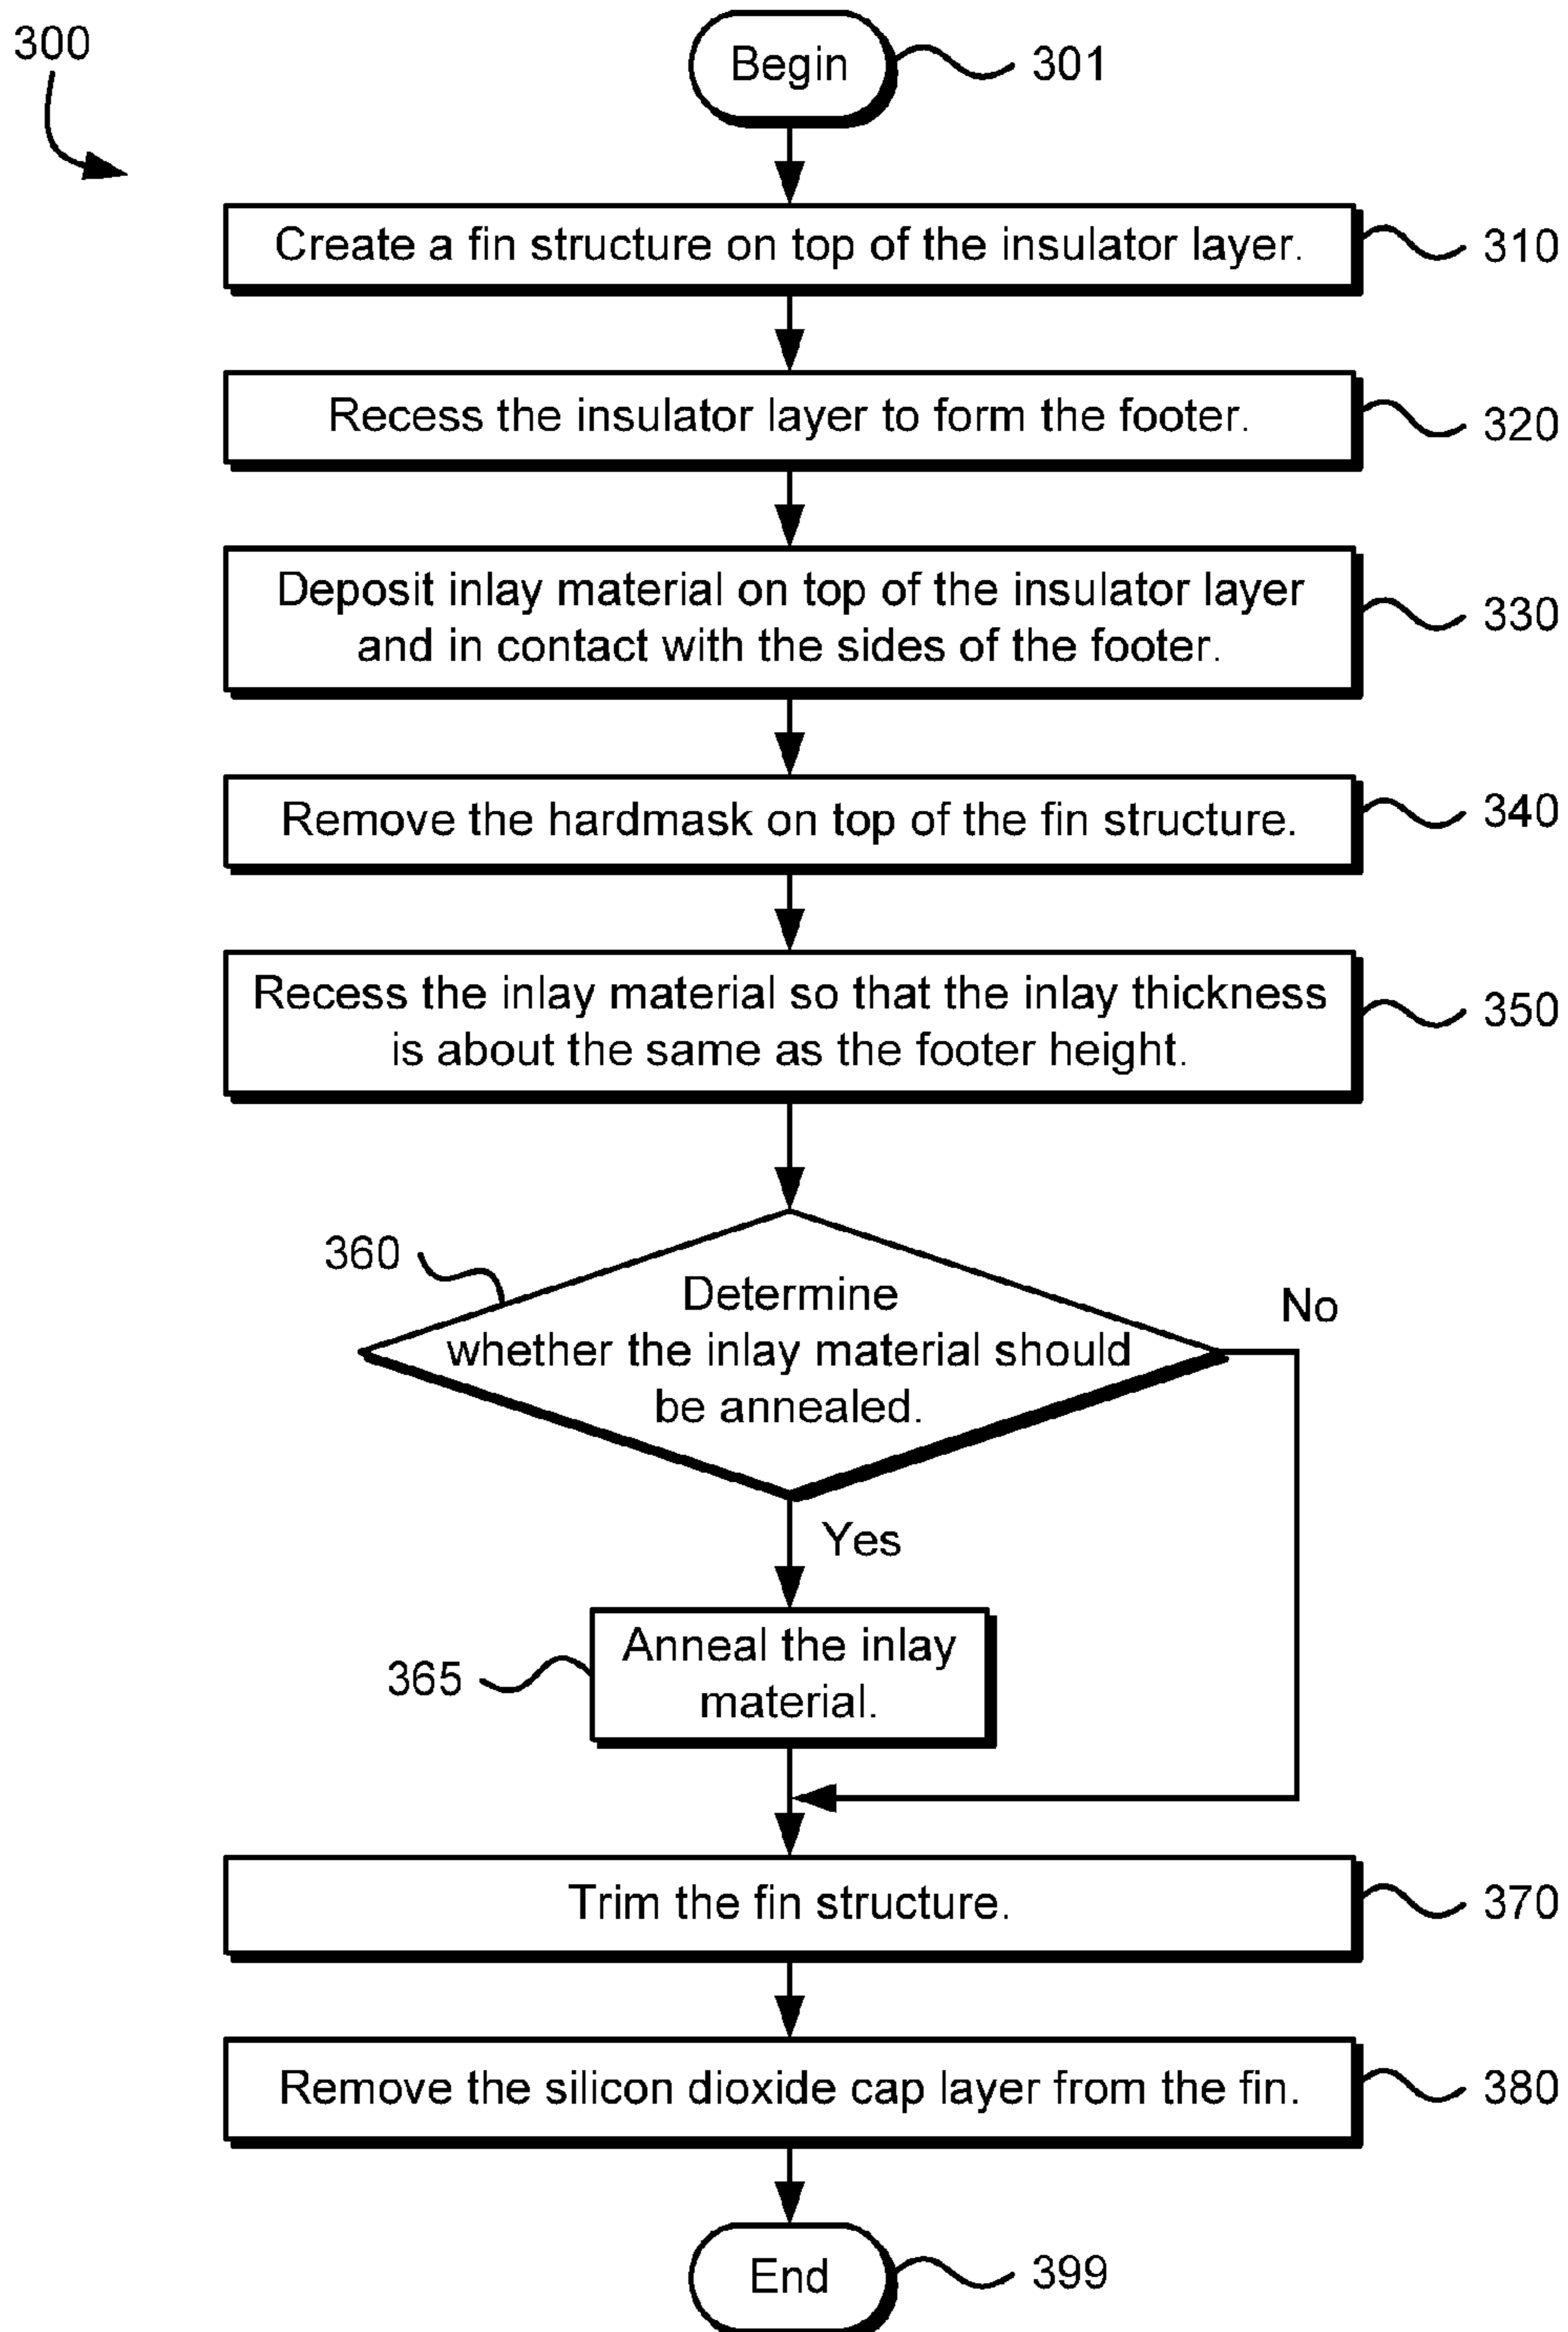 300
Begin
301
Create a fin structure on top of the insulator layer.
310
Recess the insulator layer to form the footer.
320
Deposit inlay material on top of the insulator layer
and in contact with the sides of the footer.
330
Remove the hardmask on top of the fin structure.
340
Recess the inlay material so that the inlay thickness
is about the same as the footer height.
350
360
Determine
whether the inlay material should
be annealed.
No
Yes
Anneal the inlay
material.
365
Trim the fin structure.
370
Remove the silicon dioxide cap layer from the fin.
380
End
399